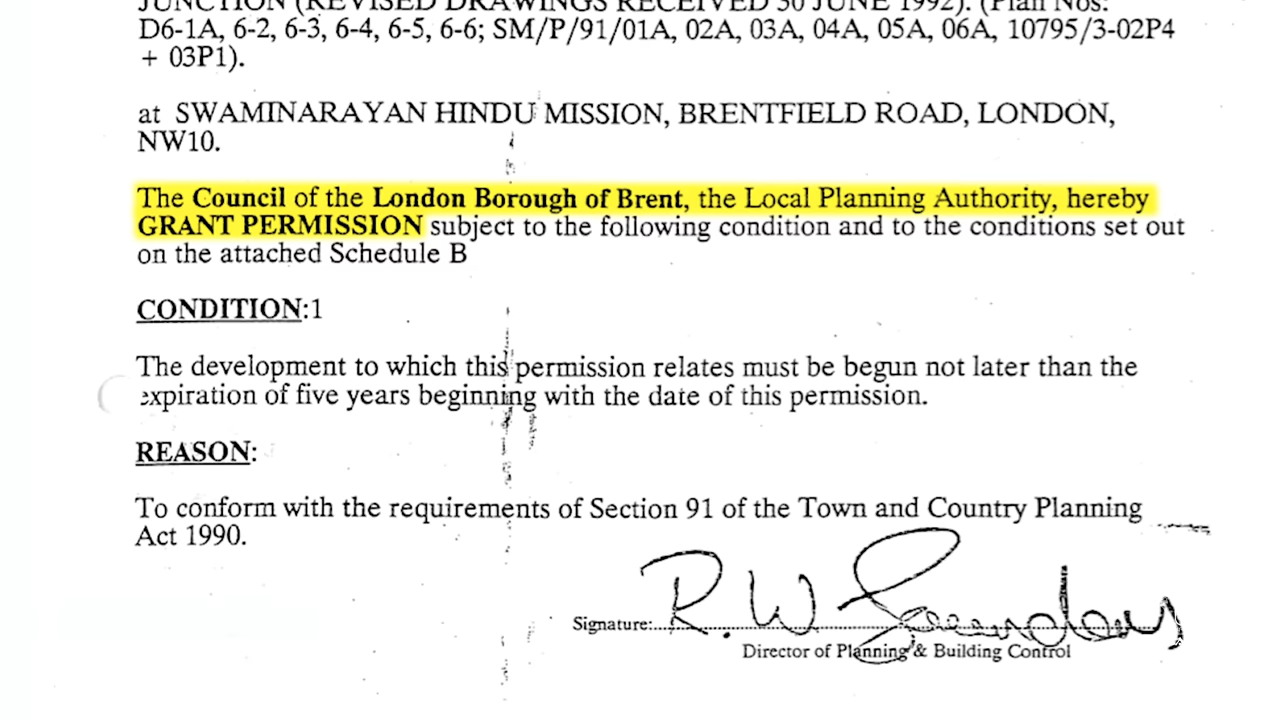 JUNCTION (REVISED DRAWINGS RECEIVED 30 JUNE 1992). (Plan Nos:
D6-1A, 6-2, 6-3, 6-4, 6-5, 6-6; SM/P/91/01A, 02A, 03A, 04A, 05A, 06A, 10795/3-02P4
+ 03P1).
at SWAMINARAYAN HINDU MISSION, BRENTFIELD ROAD, LONDON,
NW10.
The Council of the London Borough of Brent, the Local Planning Authority, hereby
GRANT PERMISSION subject to the following condition and to the conditions set out
on the attached Schedule B
CONDITION:1
The development to which this permission relates must be begun not later than the
expiration of five years beginning with the date of this permission.
REASON:
To conform with the requirements of Section 91 of the Town and Country Planning
Act 1990.
Signature: R. W Saunders
Director of Planning & Building Control